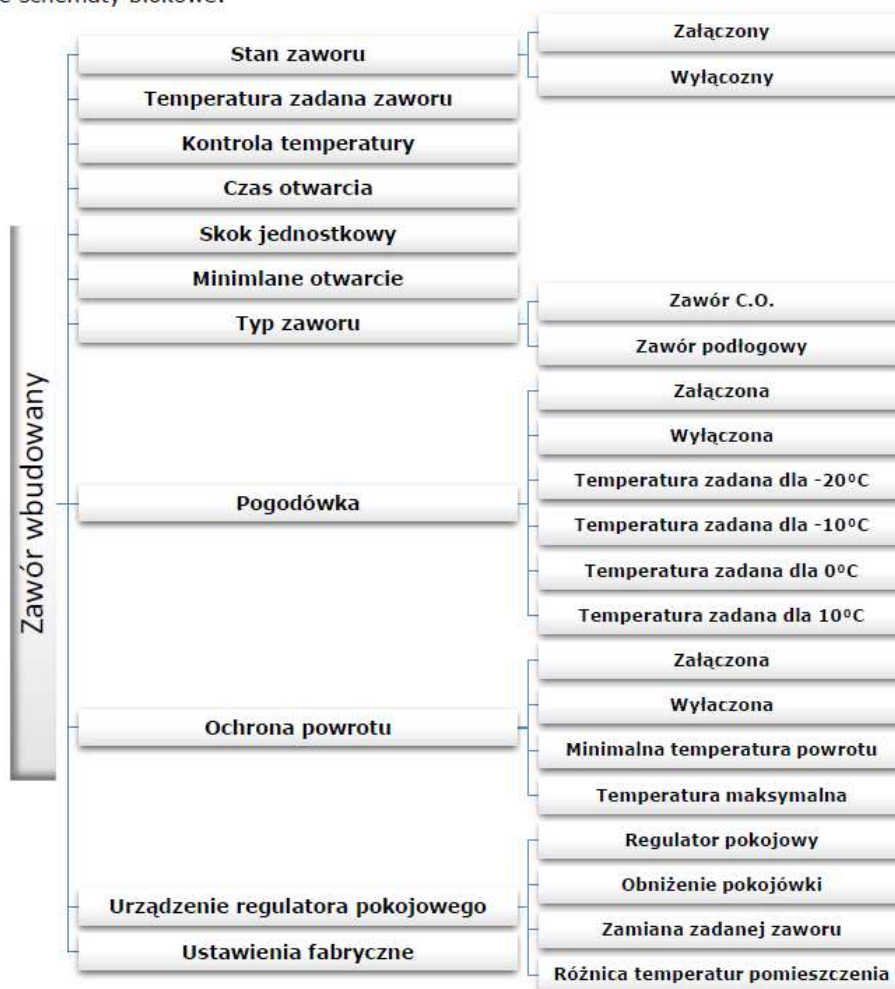 e schematy blokowe:
Zawór wbudowany
Stan zaworu
Załączony
Wyłącozny
Temperatura zadana zaworu
Kontrola temperatury
Czas otwarcia
Skok jednostkowy
Minimlane otwarcie
Typ zaworu
Zawór C.O.
Zawór podłogowy
Pogodówka
Załączona
Wyłączona
Temperatura zadana dla -20ºC
Temperatura zadana dla -10ºC
Temperatura zadana dla 0ºC
Temperatura zadana dla 10ºC
Ochrona powrotu
Załączona
Wyłaczona
Minimalna temperatura powrotu
Temperatura maksymalna
Urządzenie regulatora pokojowego
Regulator pokojowy
Obniżenie pokojówki
Zamiana zadanej zaworu
Różnica temperatur pomieszczenia
Ustawienia fabryczne